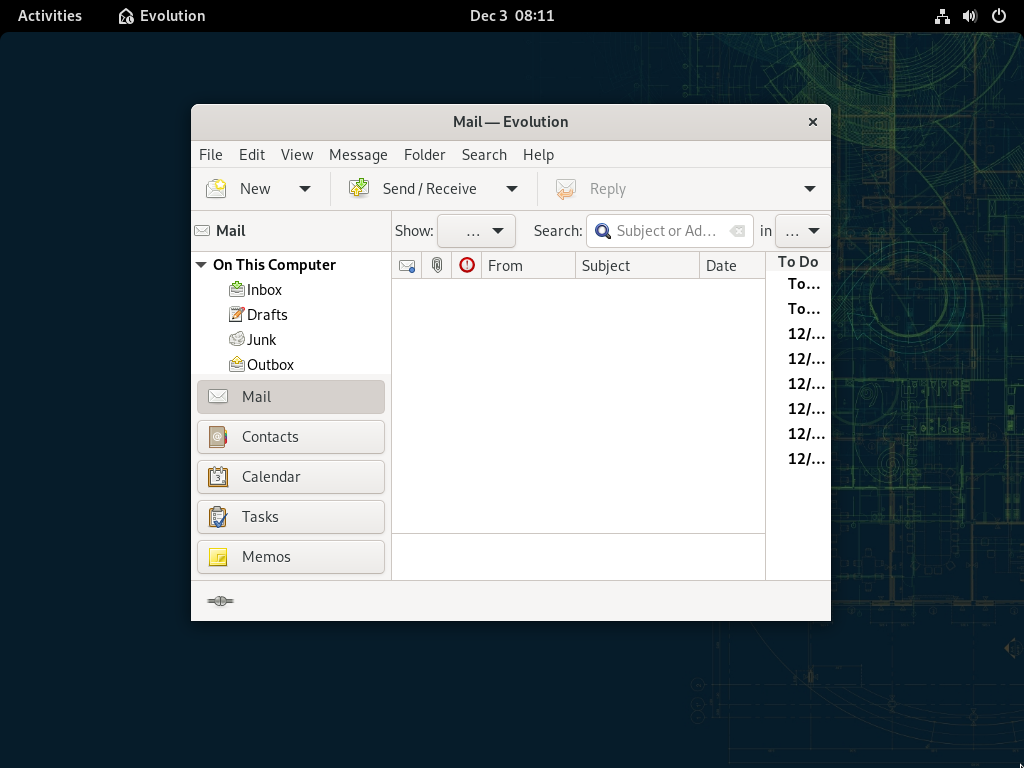 Activities Evolution Dec 3 08:11
Mail — Evolution
File Edit View Message Folder Search Help
New Send / Receive Reply
Mail Show: ... Search: Subject or Ad... in ...
On This Computer
Inbox
Drafts
Junk
Outbox
Mail
Contacts
Calendar
3
Tasks
Memos
From Subject Date
To Do
To...
To...
12/...
12/...
12/...
12/...
12/...
12/...